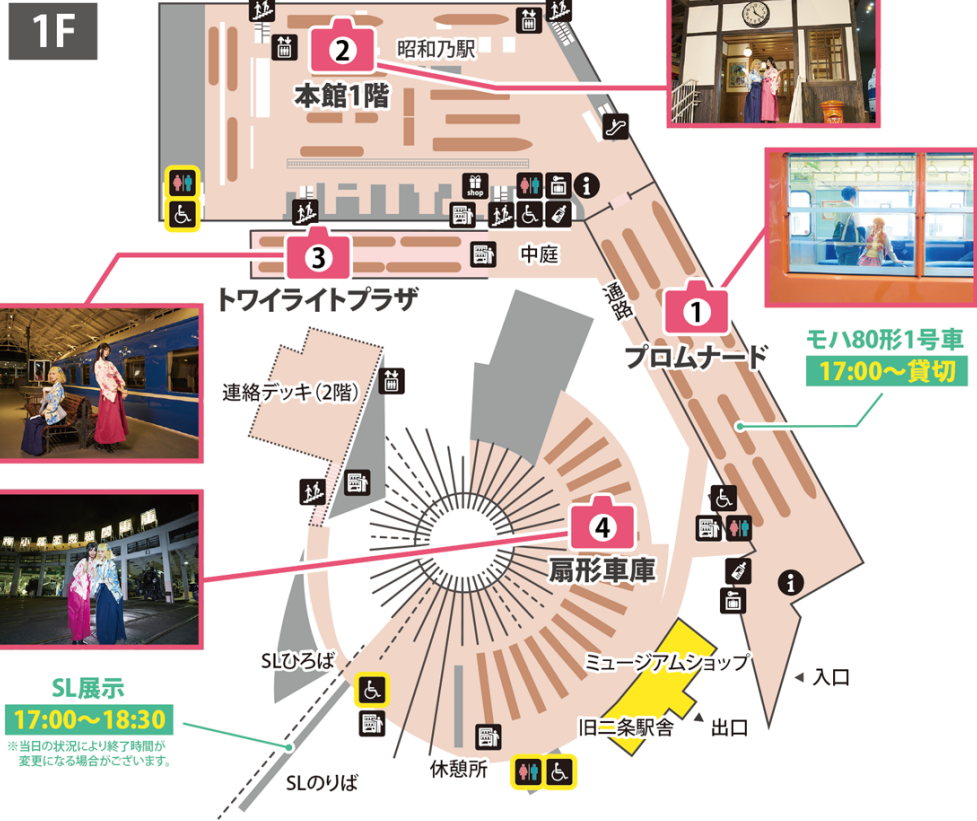 1F
2
昭和乃駅
本館1階
shop
中庭
3
トワイライトプラザ
通路
1
プロムナード
モハ80形1号車
17:00〜貸切
連絡デッキ(2階)
4
扇形車庫
SLひろば
ミュージアムショップ
入口
旧二条駅舎
出口
SL展示
17:00〜18:30
※当日の状況により終了時間が
変更になる場合がございます。
休憩所
SLのりば